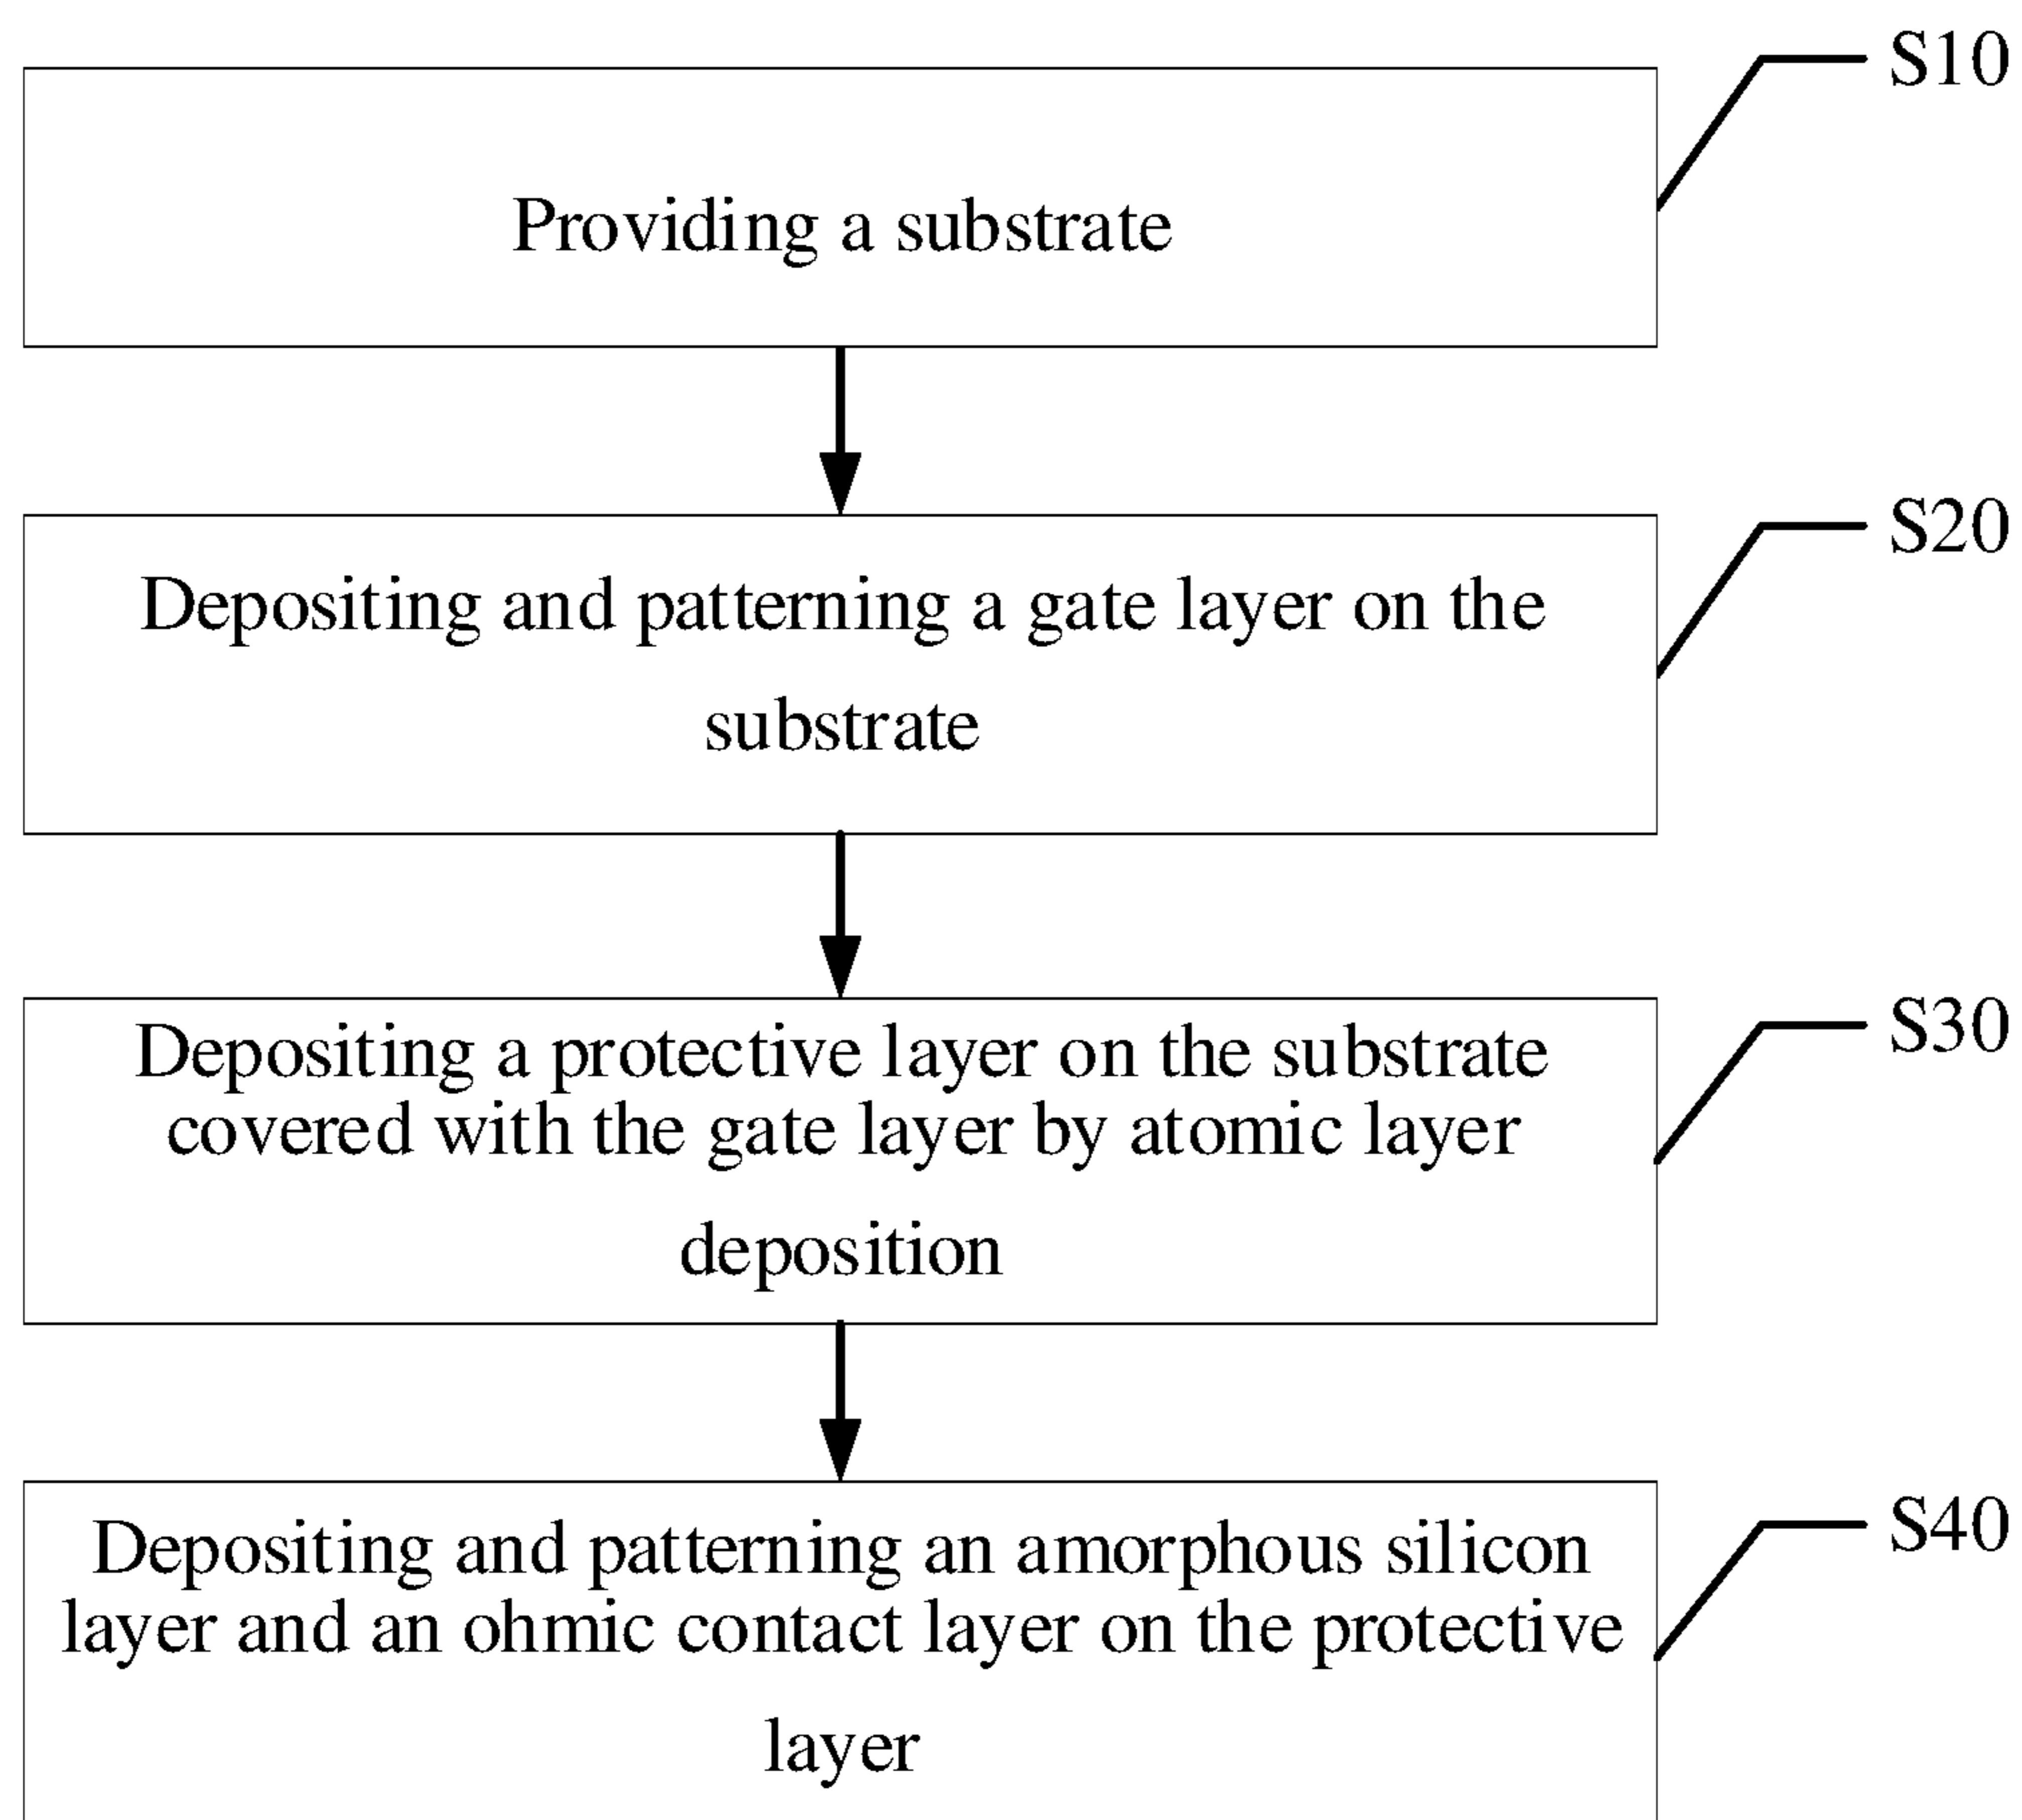 S10
Providing a substrate
S20
Depositing and patterning a gate layer on the
substrate
S30
Depositing a protective layer on the substrate
covered with the gate layer by atomic layer
deposition
S40
Depositing and patterning an amorphous silicon
layer and an ohmic contact layer on the protective
layer